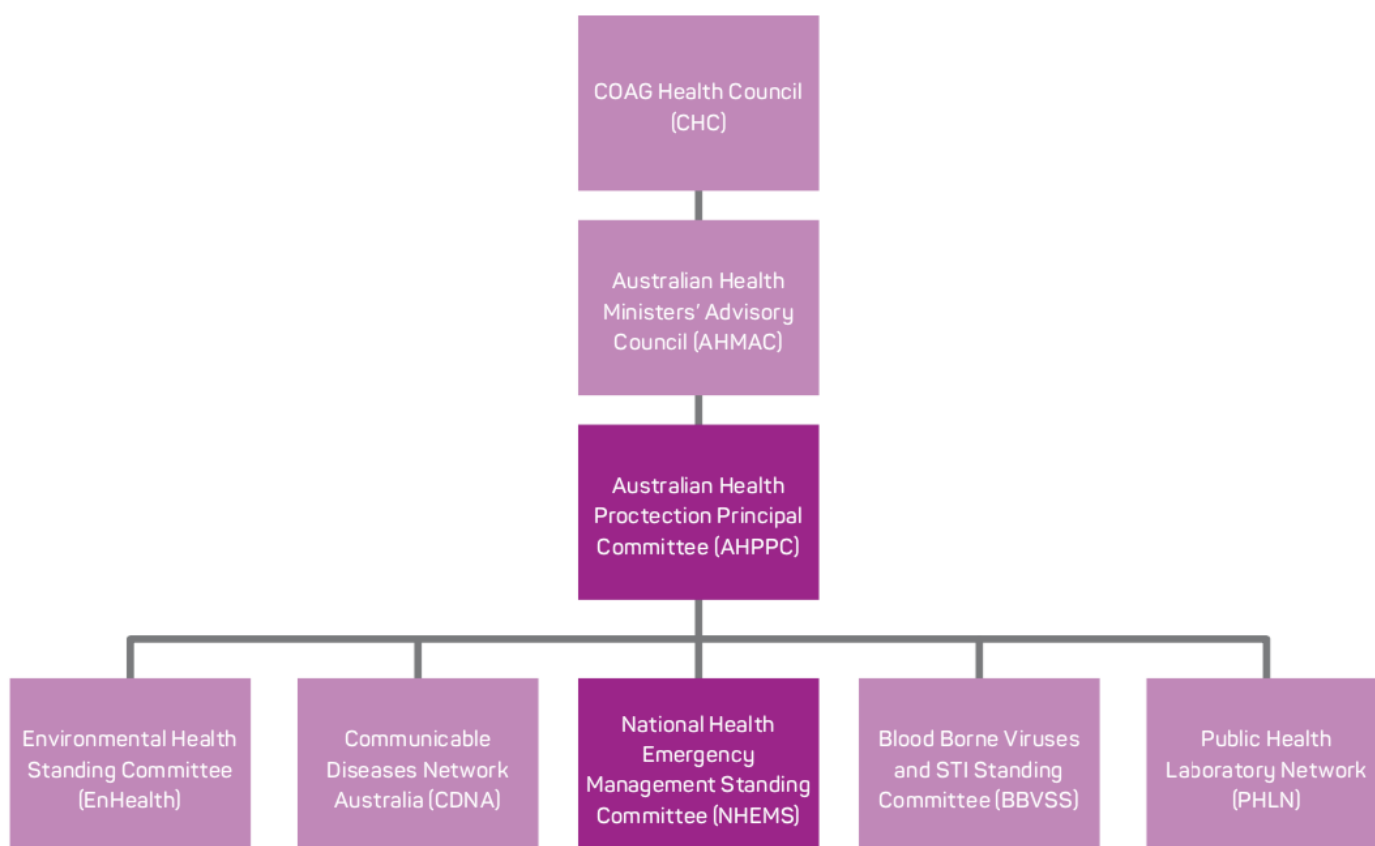 COAG Health Council
(CHC)
Australian Health
Ministers' Advisory
Council (AHMAC)
Australian Health
Proctection Principal
Committee (AHPPC)
Environmental Health
Standing Committee
(EnHealth)
Communicable
Diseases Network
Australia (CDNA)
National Health
Emergency
Management Standing
Committee (NHEMS)
Blood Borne Viruses
and STI Standing
Committee (BBVSS)
Public Health
Laboratory Network
(PHLN)